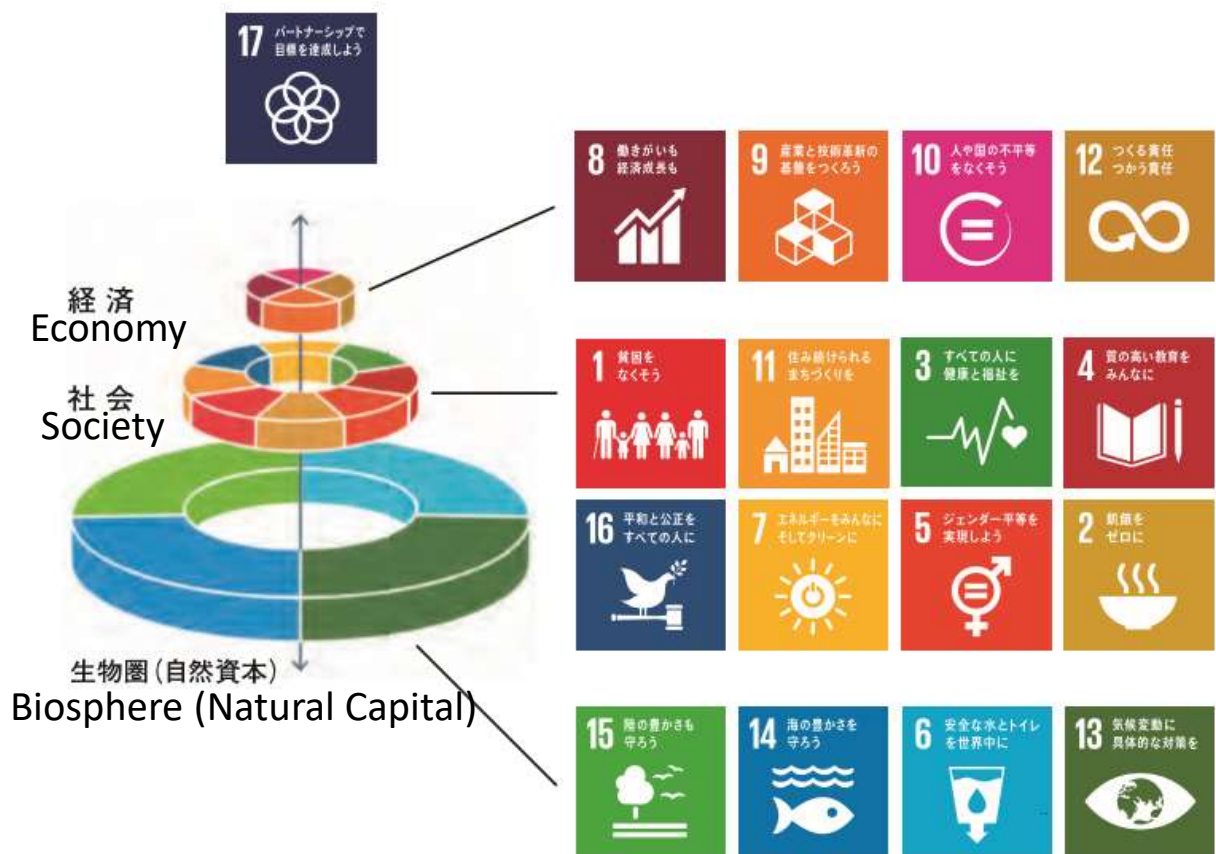 17 パートナーシップで
目標を達成しよう
8 働きがいも
経済成長も
9 産業と技術革新の
基盤をつくろう
10 人や国の不平等
をなくそう
12 つくる責任
つかう責任
経済
Economy
1 貧困を
なくそう
11 住み続けられる
まちづくりを
3 すべての人に
健康と福祉を
4 質の高い教育を
みんなに
社会
Society
16 平和と公正を
すべての人に
7 エネルギーをみんなに
そしてクリーンに
5 ジェンダー平等を
実現しよう
2 飢餓を
ゼロに
生物圏(自然資本)
Biosphere (Natural Capital)
15 陸の豊かさも
守ろう
14 海の豊かさを
守ろう
6 安全な水とトイレ
を世界中に
13 気候変動に
具体的な対策を